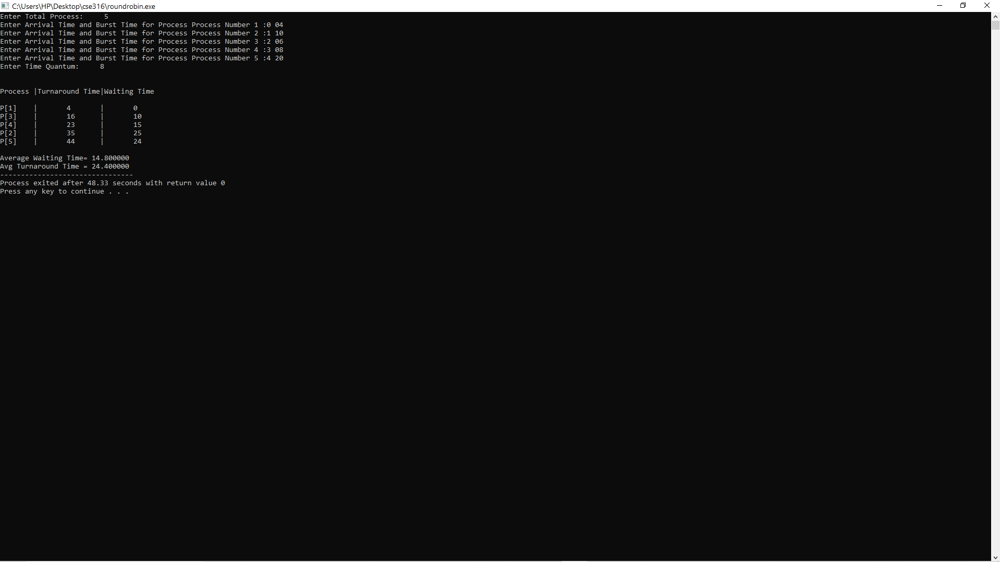 C:\Users\HP\Desktop\cse316\roundrobin.exe
Enter Total Process:     5
Enter Arrival Time and Burst Time for Process Process Number 1 :0 04
Enter Arrival Time and Burst Time for Process Process Number 2 :1 10
Enter Arrival Time and Burst Time for Process Process Number 3 :2 06
Enter Arrival Time and Burst Time for Process Process Number 4 :3 08
Enter Arrival Time and Burst Time for Process Process Number 5 :4 20
Enter Time Quantum:     8
Process |Turnaround Time|Waiting Time
P[1]    |       4       |       0
P[3]    |       16      |       10
P[4]    |       23      |       15
P[2]    |       35      |       25
P[5]    |       44      |       24
Average Waiting Time= 14.800000
Avg Turnaround Time = 24.400000
--------------------------------
Process exited after 48.33 seconds with return value 0
Press any key to continue . . .